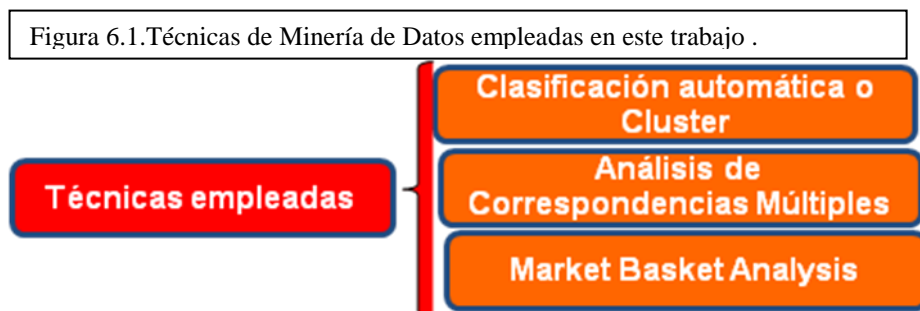 Figura 6.1.Técnicas de Minería de Datos empleadas en este trabajo .
Clasificación automática o
Cluster
Técnicas empleadas
Análisis de
Correspondencias Múltiples
Market Basket Analysis